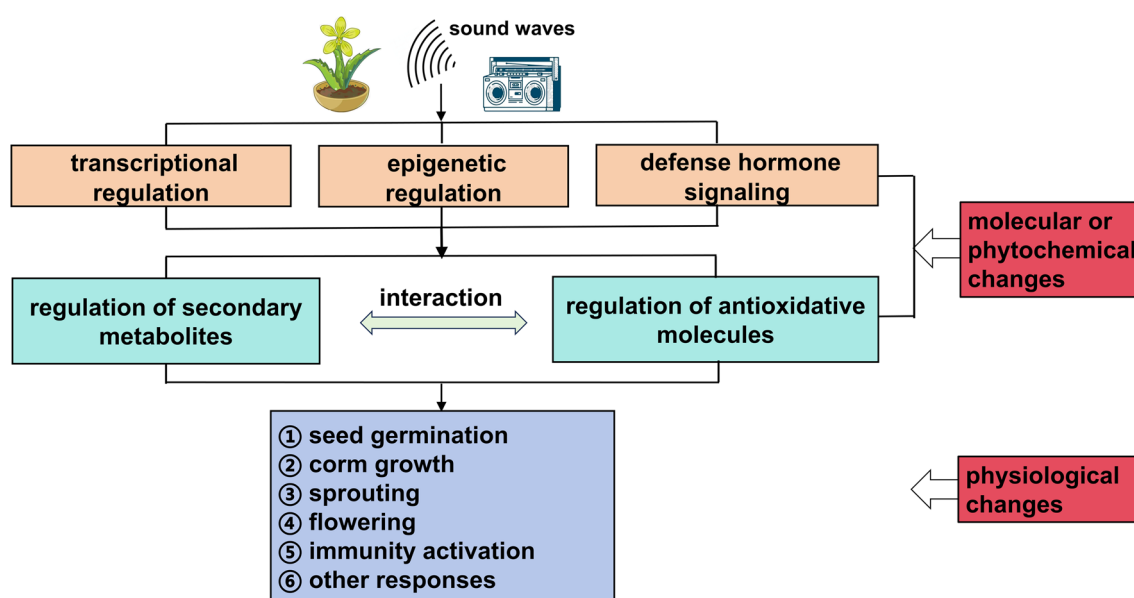 sound waves
transcriptional
regulation
epigenetic
regulation
defense hormone
signaling
molecular or
phytochemical
changes
regulation of secondary
metabolites
interaction
regulation of antioxidative
molecules
① seed germination
② corm growth
③ sprouting
④ flowering
⑤ immunity activation
⑥ other responses
physiological
changes